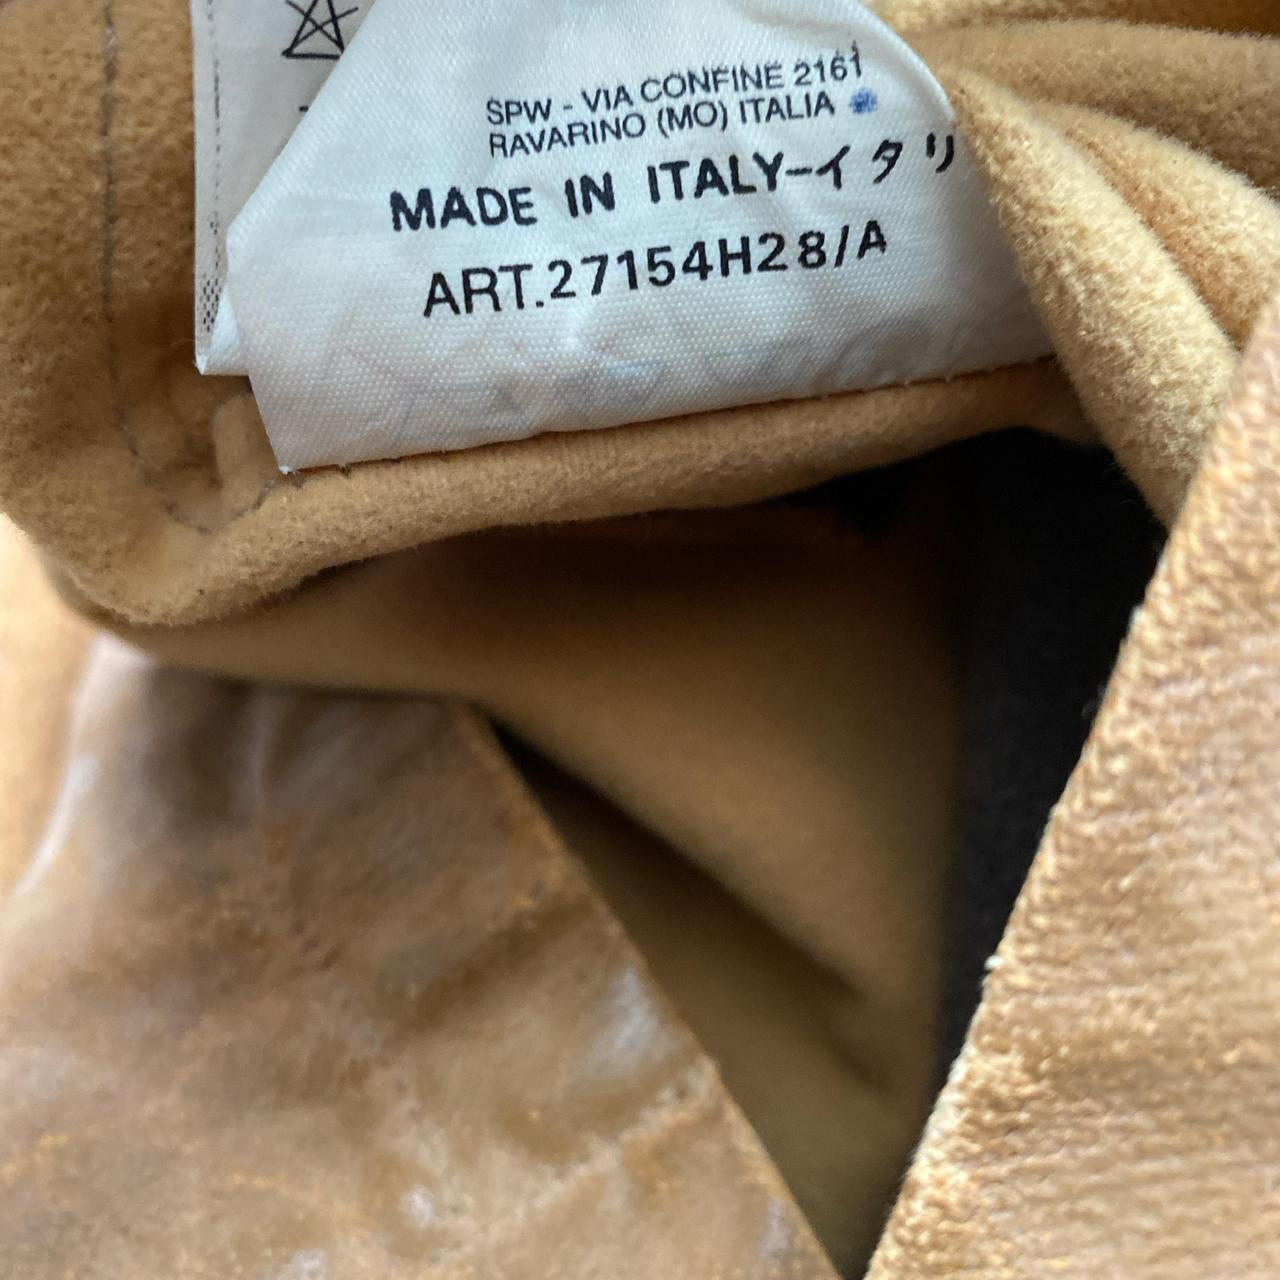 SPW - VIA CONFINE 2161
RAVARINO (MO) ITALIA
MADE IN ITALY-イタリ
ART.27154H28/A